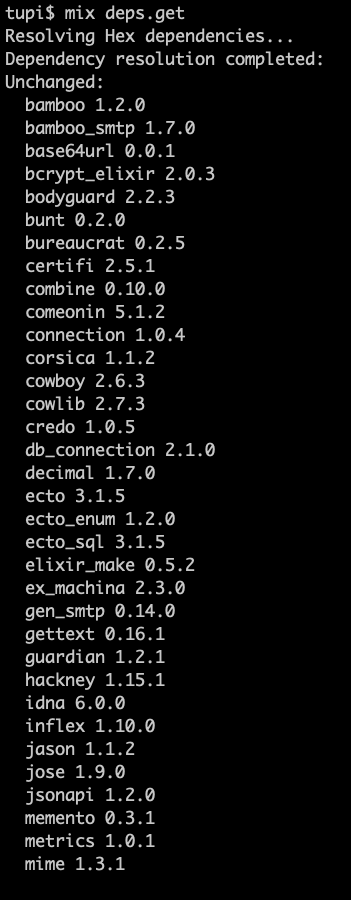 tupi$ mix deps.get
Resolving Hex dependencies...
Dependency resolution completed:
Unchanged:
  bamboo 1.2.0
  bamboo_smtp 1.7.0
  base64url 0.0.1
  bcrypt_elixir 2.0.3
  bodyguard 2.2.3
  bunt 0.2.0
  bureaucrat 0.2.5
  certifi 2.5.1
  combine 0.10.0
  comeonin 5.1.2
  connection 1.0.4
  corsica 1.1.2
  cowboy 2.6.3
  cowlib 2.7.3
  credo 1.0.5
  db_connection 2.1.0
  decimal 1.7.0
  ecto 3.1.5
  ecto_enum 1.2.0
  ecto_sql 3.1.5
  elixir_make 0.5.2
  ex_machina 2.3.0
  gen_smtp 0.14.0
  gettext 0.16.1
  guardian 1.2.1
  hackney 1.15.1
  idna 6.0.0
  inflex 1.10.0
  jason 1.1.2
  jose 1.9.0
  jsonapi 1.2.0
  memento 0.3.1
  metrics 1.0.1
  mime 1.3.1